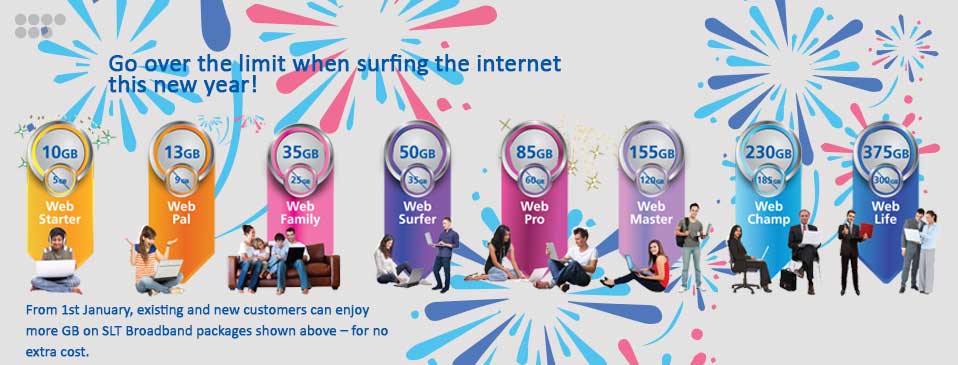 Go over the limit when surfing the internet
this new year!
10GB
5GB
Web
Starter
13GB
9GB
Web
Pal
35GB
25GB
Web
Family
50GB
35GB
Web
Surfer
85GB
60GB
Web
Pro
155GB
120GB
Web
Master
230GB
185GB
Web
Champ
375GB
300GB
Web
Life
From 1st January, existing and new customers can enjoy
more GB on SLT Broadband packages shown above – for no
extra cost.